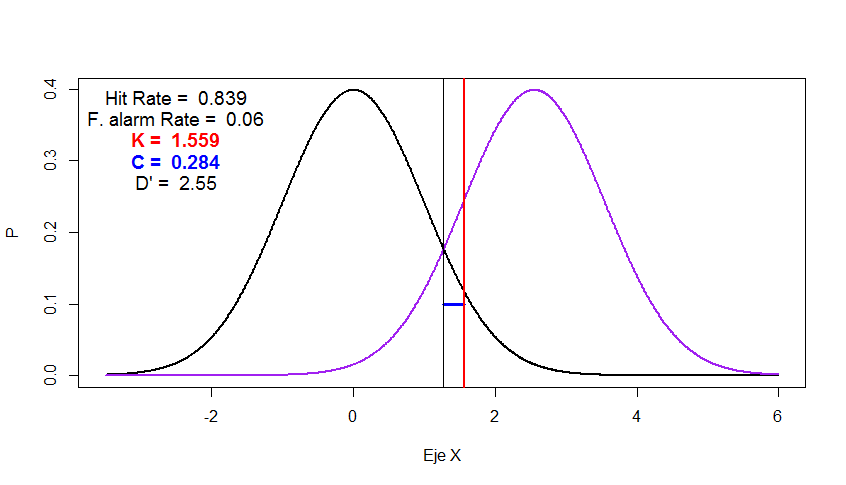 Hit Rate =  0.839
F. alarm Rate =  0.06
K =  1.559
C =  0.284
D' =  2.55
P
0.4
0.3
0.2
0.1
0.0
-2
0
2
4
6
Eje X